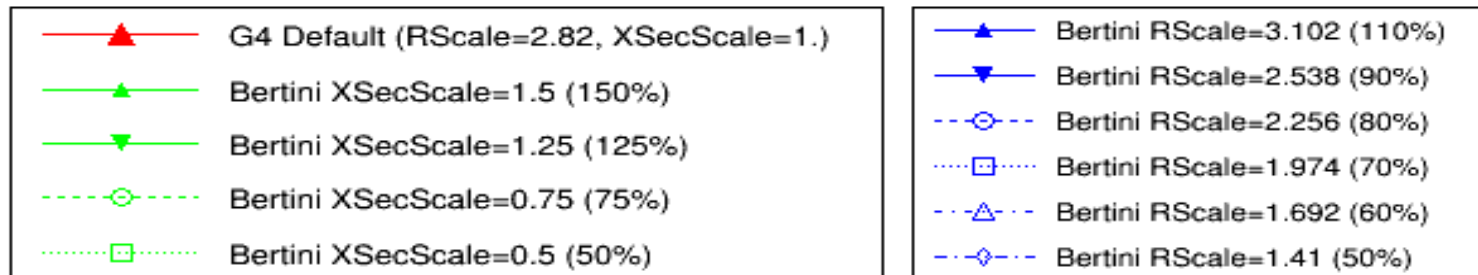 G4 Default (RScale=2.82, XSecScale=1.)
Bertini XSecScale=1.5 (150%)
Bertini XSecScale=1.25 (125%)
Bertini XSecScale=0.75 (75%)
Bertini XSecScale=0.5 (50%)
Bertini RScale=3.102 (110%)
Bertini RScale=2.538 (90%)
Bertini RScale=2.256 (80%)
Bertini RScale=1.974 (70%)
Bertini RScale=1.692 (60%)
Bertini RScale=1.41 (50%)